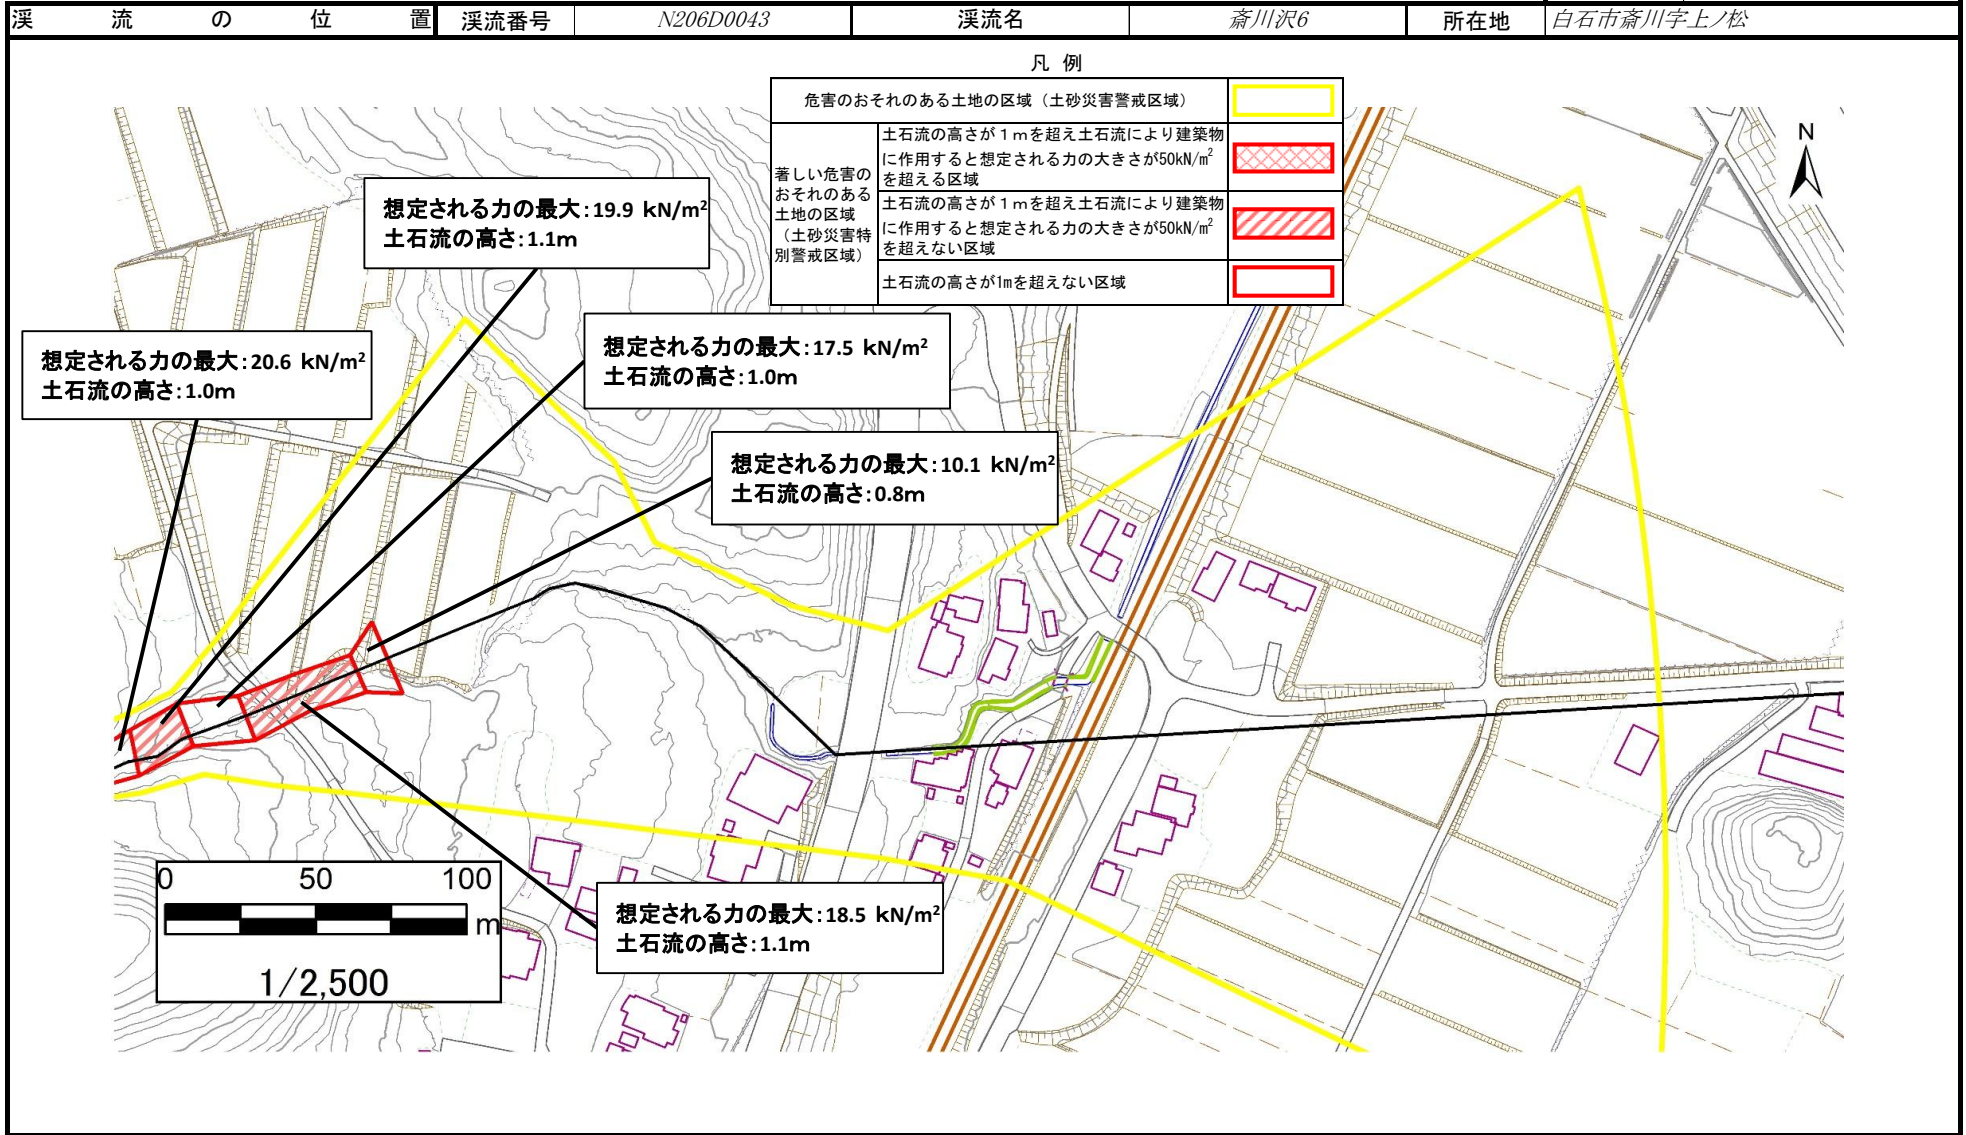 溪流の位置 渓流番号 N206D0043 渓流名 斎川沢6 所在地 白石市斎川字上ノ松
凡 例
危害のおそれのある土地の区域（土砂災害警戒区域）
著しい危害の
おそれのある
土地の区域
（土砂災害特
別警戒区域）
土石流の高さが１ｍを超え土石流により建築物
に作用すると想定される力の大きさが50kN/㎡
を超える区域
土石流の高さが１ｍを超え土石流により建築物
に作用すると想定される力の大きさが50kN/㎡
を超えない区域
土石流の高さが1mを超えない区域
N
想定される力の最大：19.9 kN/m²
土石流の高さ：1.1m
想定される力の最大：20.6 kN/m²
土石流の高さ：1.0m
想定される力の最大：17.5 kN/m²
土石流の高さ：1.0m
想定される力の最大：10.1 kN/m²
土石流の高さ：0.8m
想定される力の最大：18.5 kN/m²
土石流の高さ：1.1m
0 50 100
m
1/2,500